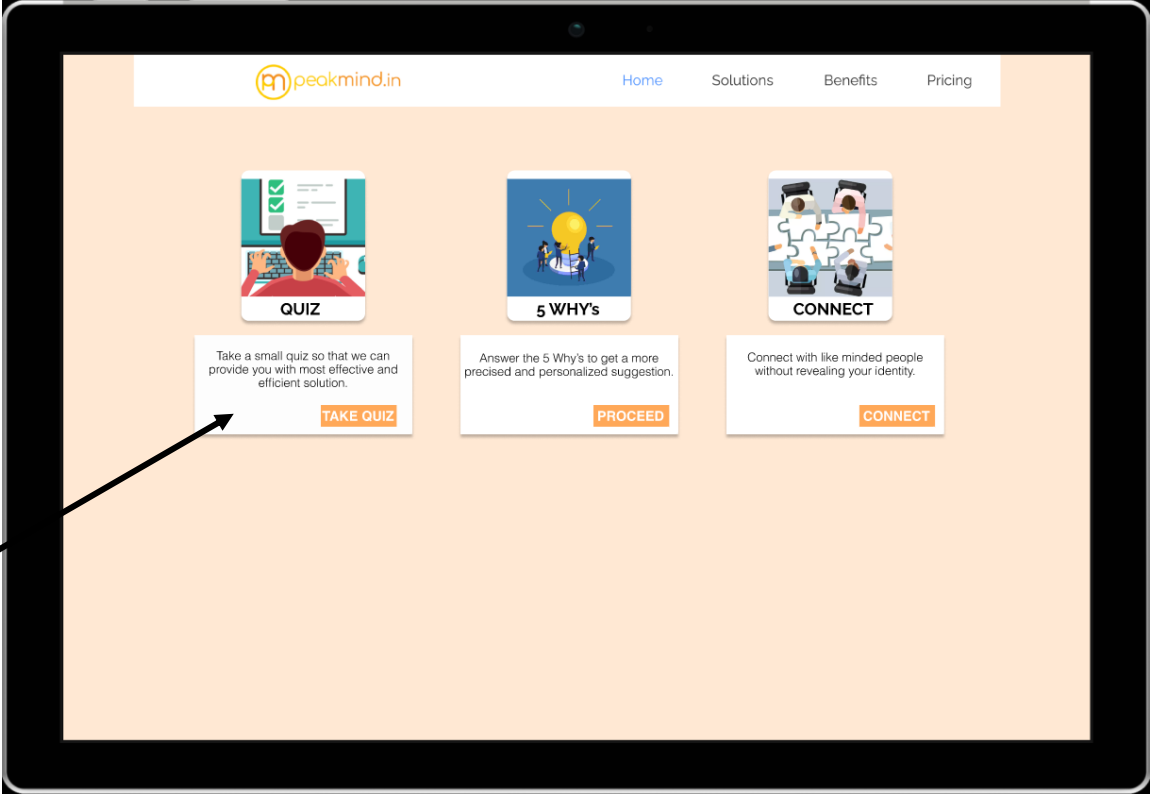 peakmind.in
Home Solutions Benefits Pricing
QUIZ
5 WHY's
CONNECT
Take a small quiz so that we can
provide you with most effective and
efficient solution.
TAKE QUIZ
Answer the 5 Why's to get a more
precised and personalized suggestion.
PROCEED
Connect with like minded people
without revealing your identity.
CONNECT